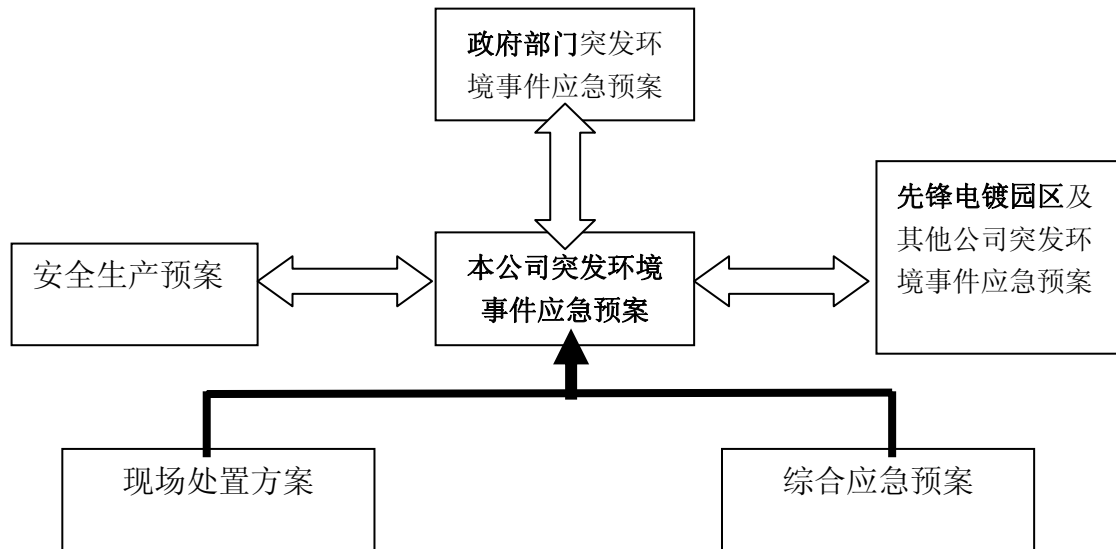 政府部门突发环
境事件应急预案
先锋电镀园区及
其他公司突发环
境事件应急预案
安全生产预案
本公司突发环境
事件应急预案
现场处置方案
综合应急预案